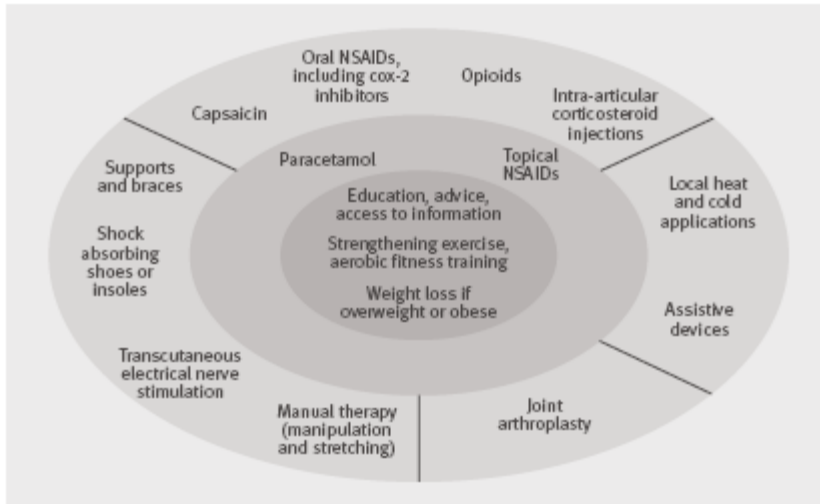 Oral NSAIDs,
including cox-2
inhibitors
Opioids
Capsaicin
Intra-articular
corticosteroid
injections
Paracetamol
Topical
NSAIDs
Supports
and braces
Education, advice,
access to information
Local heat
and cold
applications
Shock
absorbing
shoes or
insoles
Strengthening exercise,
aerobic fitness training
Weight loss if
overweight or obese
Assistive
devices
Transcutaneous
electrical nerve
stimulation
Manual therapy
(manipulation
and stretching)
Joint
arthroplasty